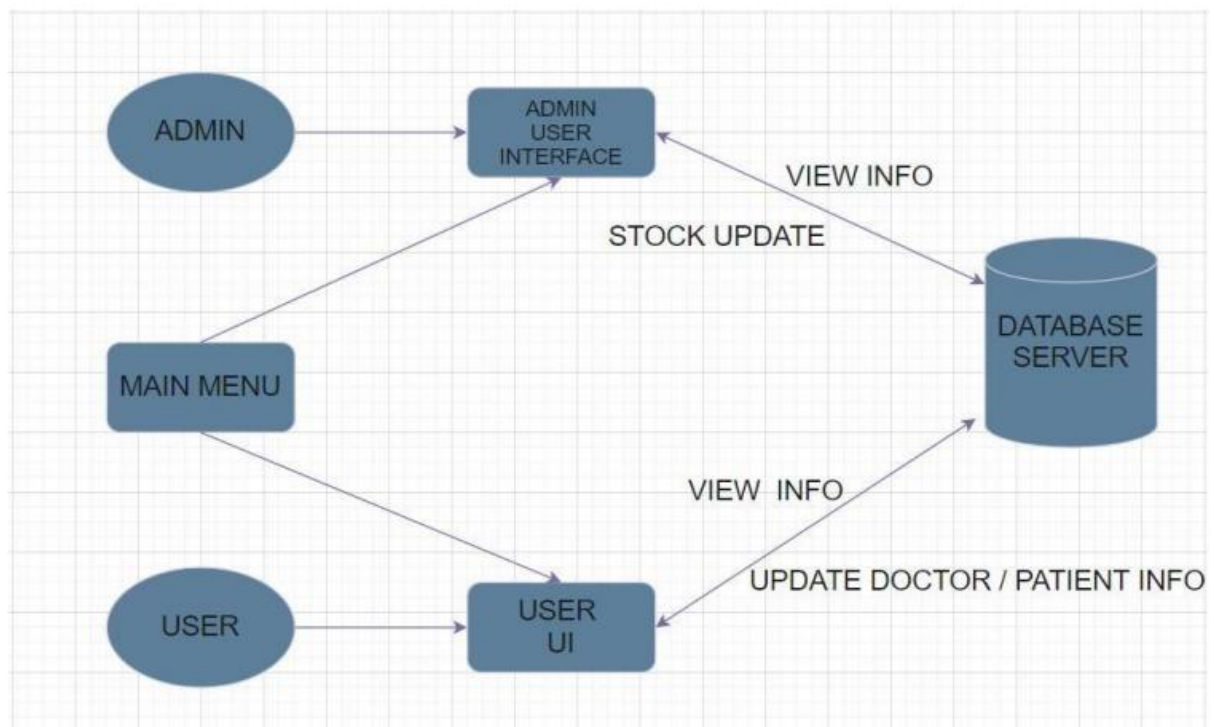 ADMIN
ADMIN
USER
INTERFACE
VIEW INFO
STOCK UPDATE
DATABASE
SERVER
MAIN MENU
VIEW  INFO
UPDATE DOCTOR / PATIENT INFO
USER
USER
UI